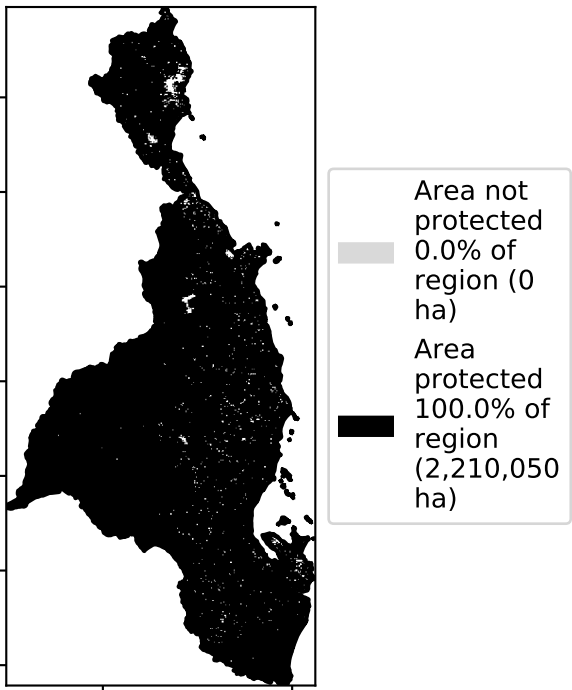 Area not
protected
0.0% of
region (0
ha)
Area
protected
100.0% of
region
(2,210,050
ha)